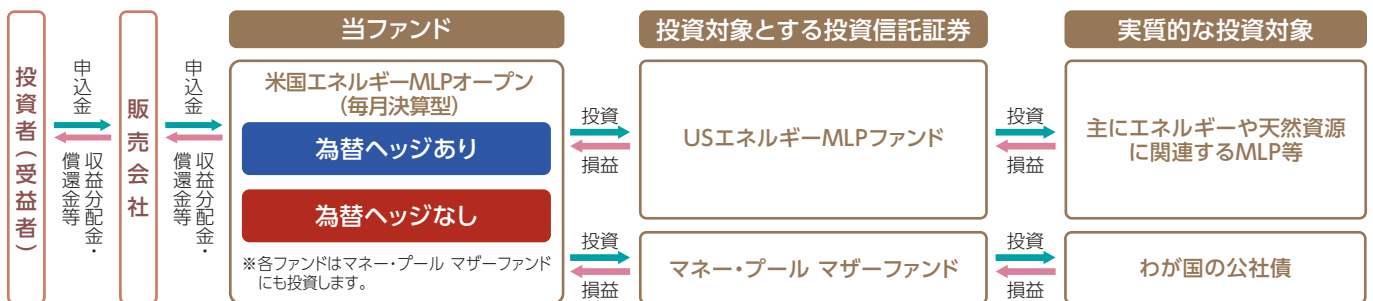 投資者（受益者）
申込金
収益分配金・
償還金等
販売会社
申込金
収益分配金・
償還金等
当ファンド
米国エネルギーMLPオープン
（毎月決算型）
為替ヘッジあり
為替ヘッジなし
※各ファンドはマネー・プール マザーファンド
にも投資します。
投資
損益
投資
損益
投資対象とする投資信託証券
USエネルギーMLPファンド
マネー・プール マザーファンド
投資
損益
投資
損益
実質的な投資対象
主にエネルギーや天然資源
に関連するMLP等
わが国の公社債